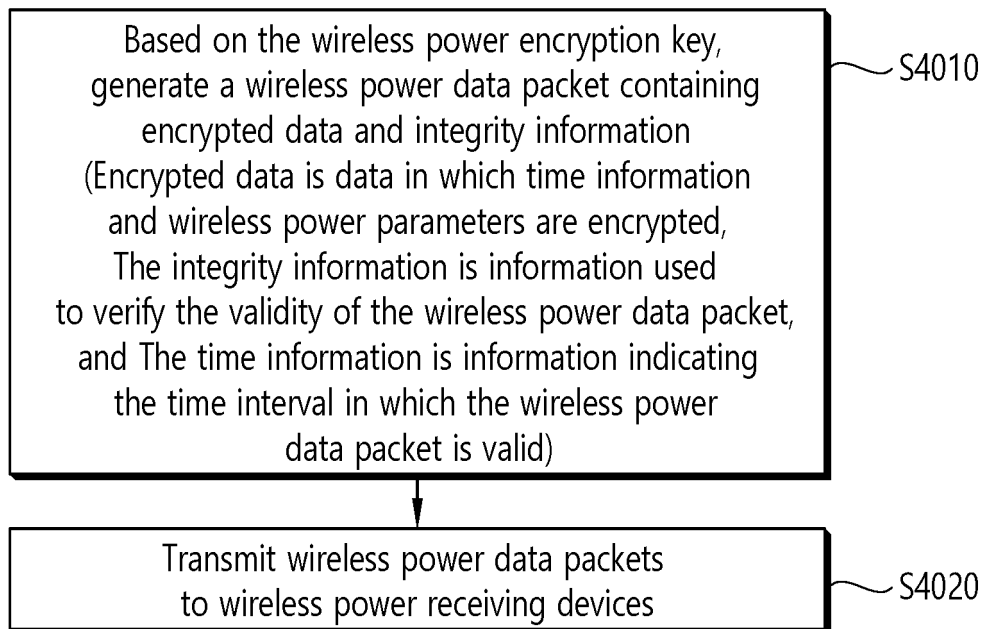 Based on the wireless power encryption key,
generate a wireless power data packet containing
encrypted data and integrity information
(Encrypted data is data in which time information
and wireless power parameters are encrypted,
The integrity information is information used
to verify the validity of the wireless power data packet,
and The time information is information indicating
the time interval in which the wireless power
data packet is valid)
S4010
Transmit wireless power data packets
to wireless power receiving devices
S4020